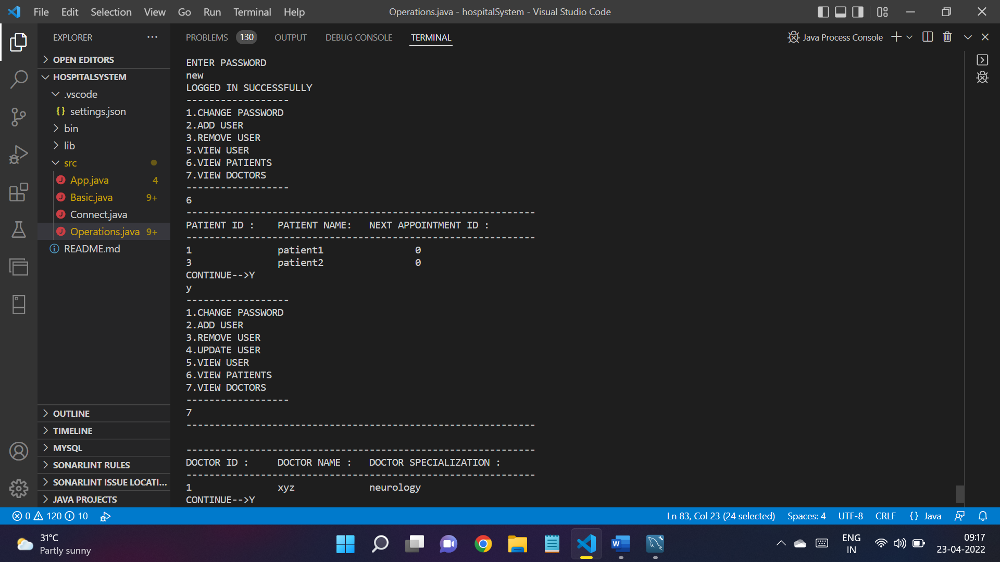 File Edit Selection View Go Run Terminal Help
Operations.java - hospitalSystem - Visual Studio Code
EXPLORER
OPEN EDITORS
HOSPITALSYSTEM
.vscode
{} settings.json
bin
lib
src
J App.java 4
J Basic.java 9+
J Connect.java
J Operations.java 9+
README.md
OUTLINE
TIMELINE
MYSQL
SONARLINT RULES
SONARLINT ISSUE LOCATI...
JAVA PROJECTS
PROBLEMS 130 OUTPUT DEBUG CONSOLE TERMINAL
Java Process Console
ENTER PASSWORD
new
LOGGED IN SUCCESSFULLY
------------------
1.CHANGE PASSWORD
2.ADD USER
3.REMOVE USER
5.VIEW USER
6.VIEW PATIENTS
7.VIEW DOCTORS
------------------
6
-------------------------------------------------------------
PATIENT ID : PATIENT NAME: NEXT APPOINTMENT ID :
-------------------------------------------------------------
1 patient1 0
3 patient2 0
CONTINUE-->Y
y
------------------
1.CHANGE PASSWORD
2.ADD USER
3.REMOVE USER
4.UPDATE USER
5.VIEW USER
6.VIEW PATIENTS
7.VIEW DOCTORS
------------------
7
-------------------------------------------------------------
-------------------------------------------------------------
DOCTOR ID : DOCTOR NAME : DOCTOR SPECIALIZATION :
-------------------------------------------------------------
1 xyz neurology
CONTINUE-->Y
0 120 10
Ln 83, Col 23 (24 selected) Spaces: 4 UTF-8 CRLF {} Java
31°C
Partly sunny
W
ENG
IN
09:17
23-04-2022